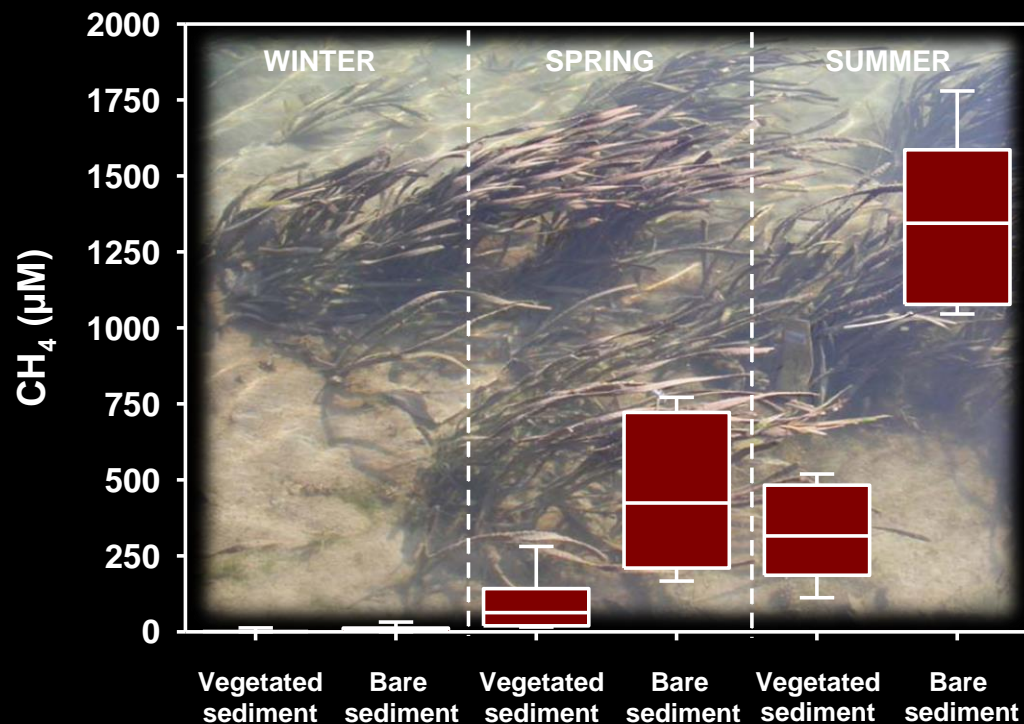 2000
1750
1500
1250
1000
750
500
250
0
CH₄ (µM)
WINTER
SPRING
SUMMER
Vegetated
sediment
Bare
sediment
Vegetated
sediment
Bare
sediment
Vegetated
sediment
Bare
sediment